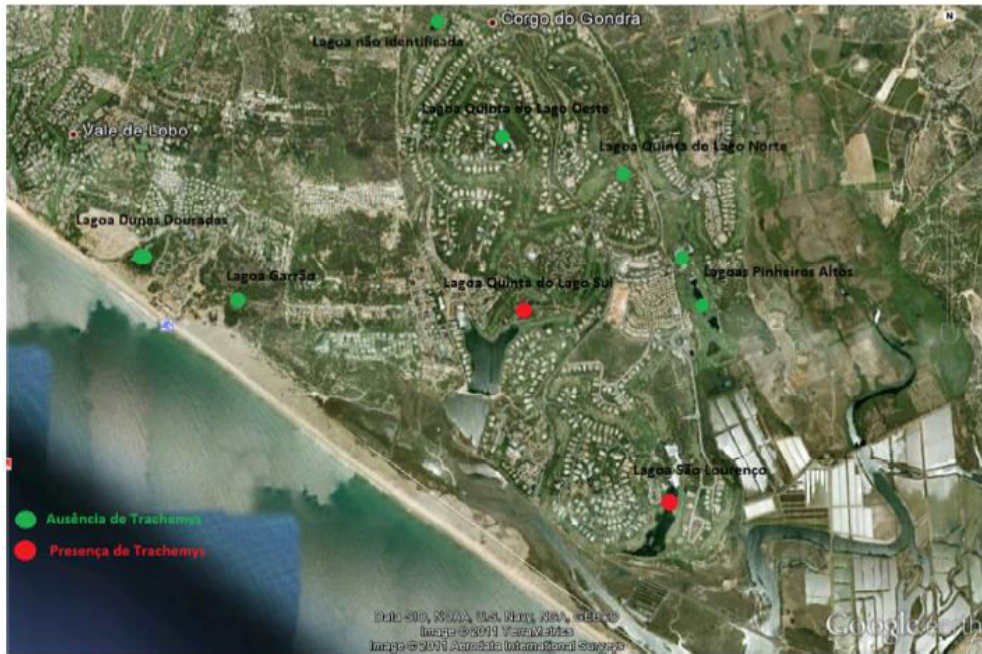 Corgo do Gondra
N
Lagoa não identificada
Lagoa Quinta do Lago Oeste
Vale de Lobo
Lagoa Quinta do Lago Norte
Lagoa Dunas Douradas
Lagoa Garrão
Lagoa Quinta do Lago Sul
Lagoas Pinheiros Altos
Lagoa São Lourenço
Ausência de Trachemys
Presença de Trachemys
Data SIO, NOAA, U.S. Navy, NGA, GEBCO
Image © 2011 TerraMetrics
Image © 2011 Aerodata International Surveys
Google earth